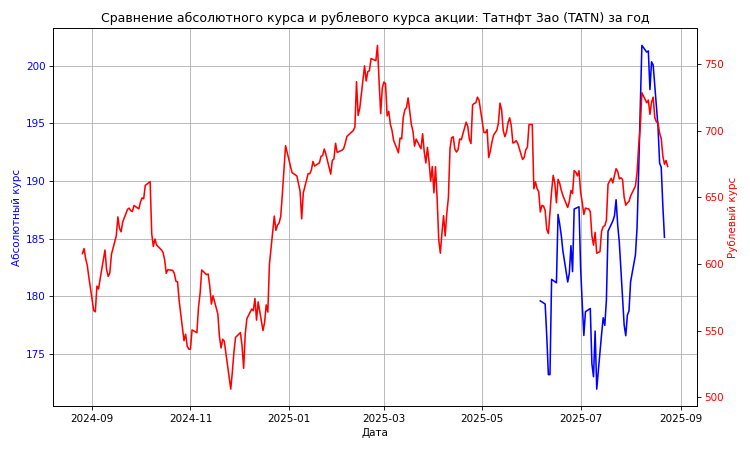 Сравнение абсолютного курса и рублевого курса акции: Татнфт 3ао (TATN) за год
Абсолютный курс
200
195
190
185
180
175
750
700
650
600
550
500
Рублевый курс
2024-09 2024-11 2025-01 2025-03 2025-05 2025-07 2025-09
Дата